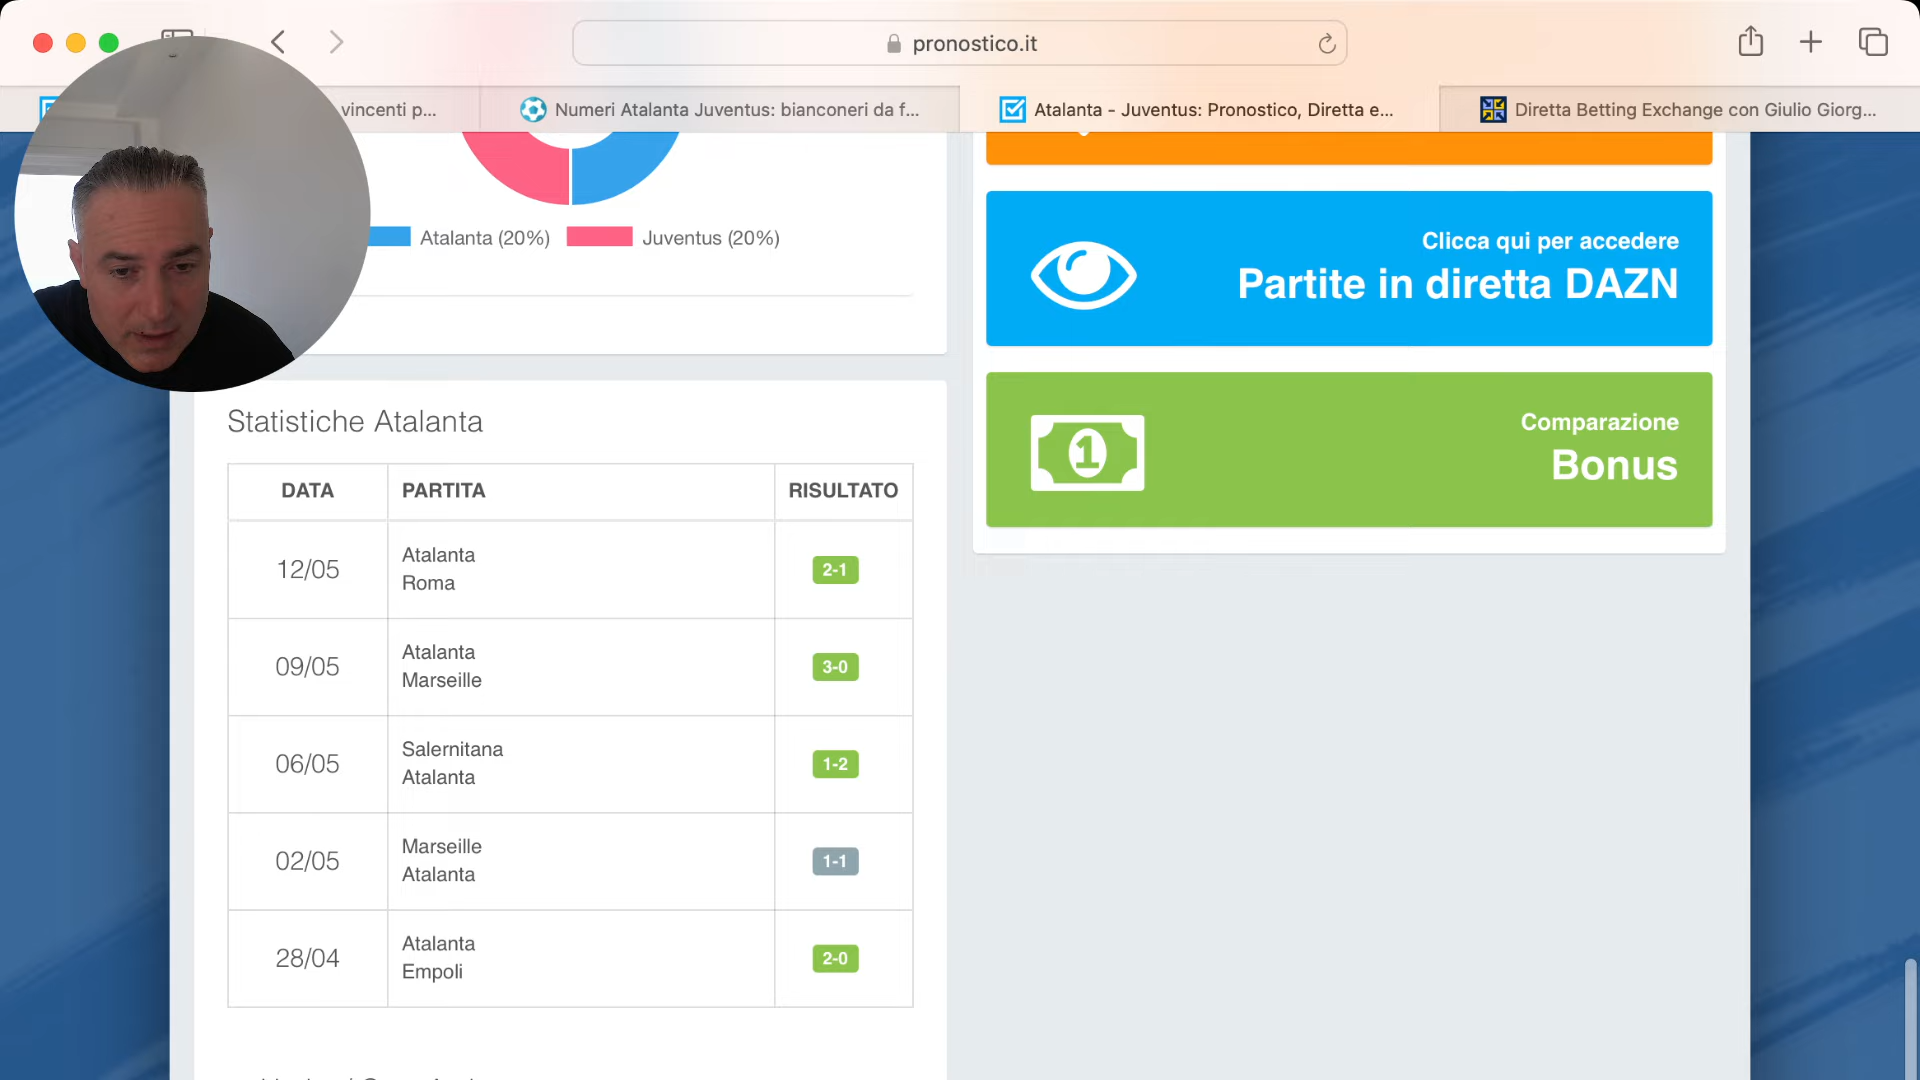 pronostico.it
vincenti p...
Numeri Atalanta Juventus: bianconeri da f...
Atalanta - Juventus: Pronostico, Diretta e...
Diretta Betting Exchange con Giulio Giorg...
Atalanta (20%)
Juventus (20%)
Clicca qui per accedere
Partite in diretta DAZN
1
Comparazione
Bonus
Statistiche Atalanta
DATA PARTITA RISULTATO
12/05
Atalanta
Roma
2-1
09/05
Atalanta
Marseille
3-0
06/05
Salernitana
Atalanta
1-2
02/05
Marseille
Atalanta
1-1
28/04
Atalanta
Empoli
2-0